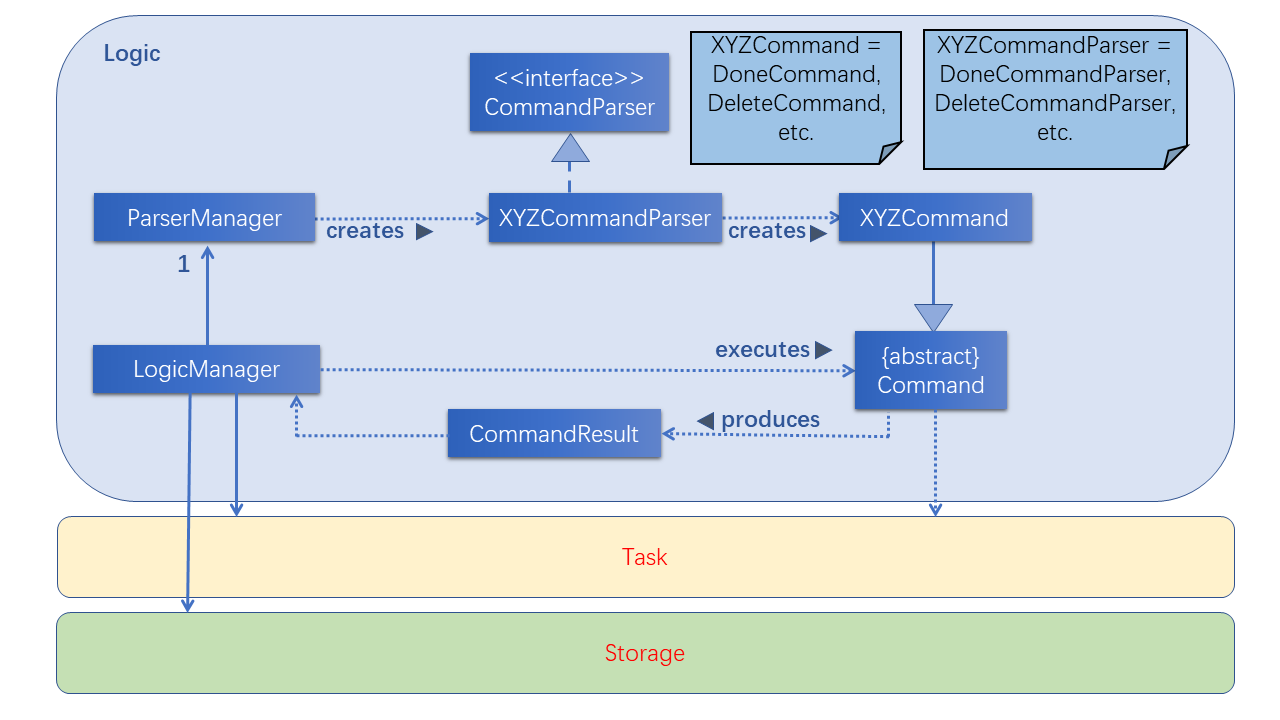 Logic
<<interface>>
CommandParser
XYZCommand =
DoneCommand,
DeleteCommand,
etc.
XYZCommandParser =
DoneCommandParser,
DeleteCommandParser,
etc.
ParserManager
creates
XYZCommandParser
creates
XYZCommand
1
LogicManager
executes
{abstract}
Command
CommandResult
produces
Task
Storage